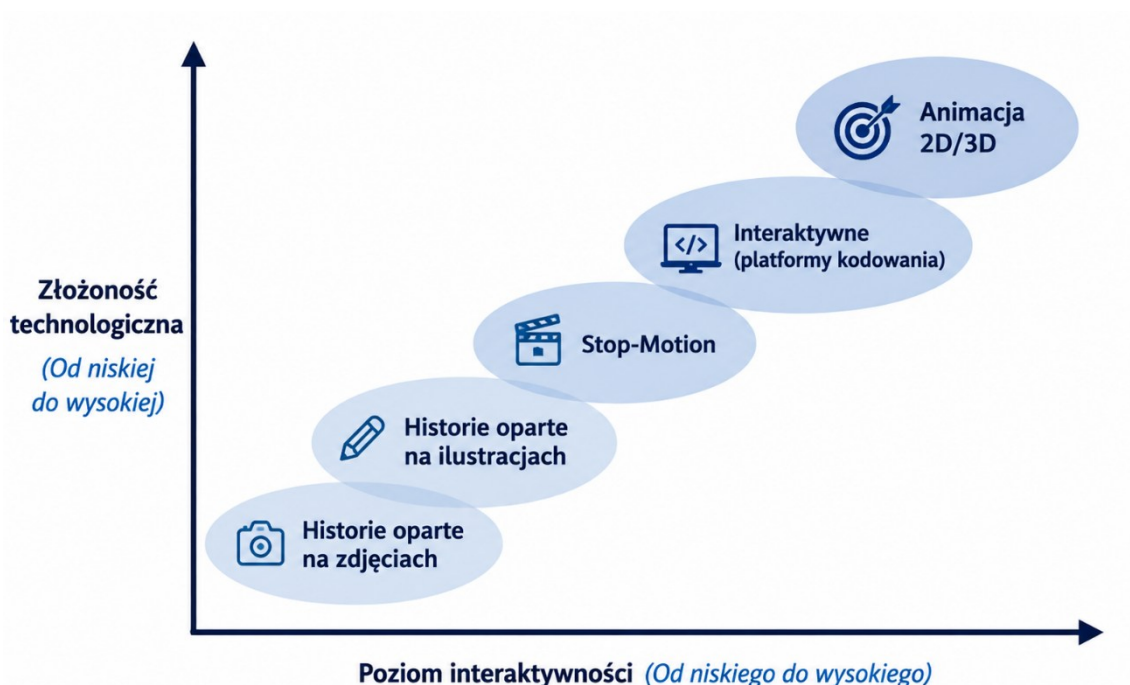 Animacja
2D/3D
</>
Interaktywne
(platformy kodowania)
Złożoność
technologiczna
(Od niskiej
do wysokiej)
Stop-Motion
Historie oparte
na ilustracjach
Historie oparte
na zdjęciach
Poziom interaktywności (Od niskiego do wysokiego)